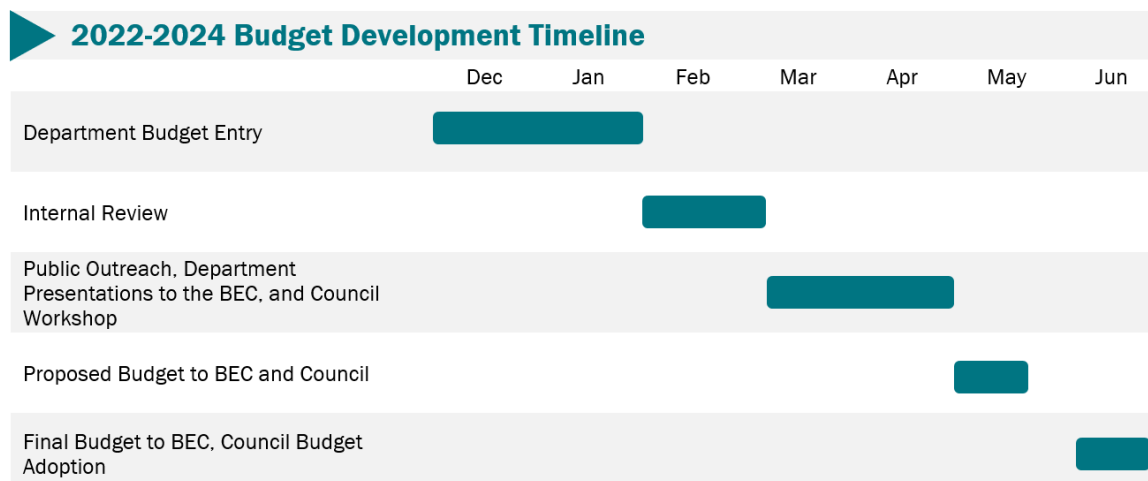 2022-2024 Budget Development Timeline
Dec Jan Feb Mar Apr May Jun
Department Budget Entry
Internal Review
Public Outreach, Department
Presentations to the BEC, and Council
Workshop
Proposed Budget to BEC and Council
Final Budget to BEC, Council Budget
Adoption